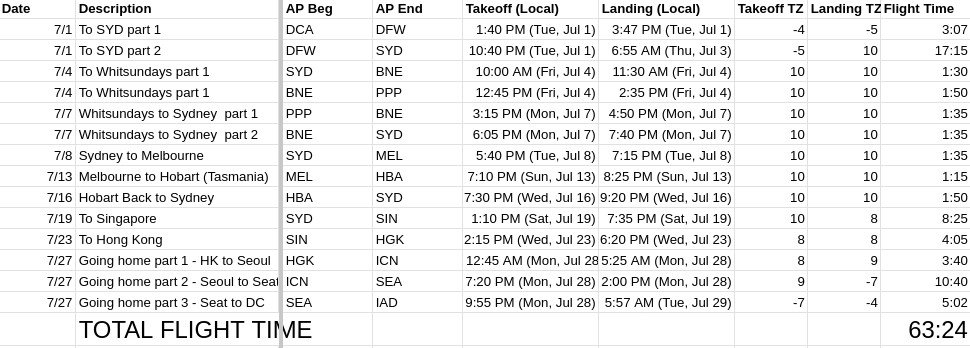 Date Description AP Beg AP End Takeoff (Local) Landing (Local) Takeoff TZ Landing TZ Flight Time
7/1 To SYD part 1 DCA DFW 1:40 PM (Tue, Jul 1) 3:47 PM (Tue, Jul 1) -4 -5 3:07
7/1 To SYD part 2 DFW SYD 10:40 PM (Tue, Jul 1) 6:55 AM (Thu, Jul 3) -5 10 17:15
7/4 To Whitsundays part 1 SYD BNE 10:00 AM (Fri, Jul 4) 11:30 AM (Fri, Jul 4) 10 10 1:30
7/4 To Whitsundays part 1 BNE PPP 12:45 PM (Fri, Jul 4) 2:35 PM (Fri, Jul 4) 10 10 1:50
7/7 Whitsundays to Sydney part 1 PPP BNE 3:15 PM (Mon, Jul 7) 4:50 PM (Mon, Jul 7) 10 10 1:35
7/7 Whitsundays to Sydney part 2 BNE SYD 6:05 PM (Mon, Jul 7) 7:40 PM (Mon, Jul 7) 10 10 1:35
7/8 Sydney to Melbourne SYD MEL 5:40 PM (Tue, Jul 8) 7:15 PM (Tue, Jul 8) 10 10 1:35
7/13 Melbourne to Hobart (Tasmania) MEL HBA 7:10 PM (Sun, Jul 13) 8:25 PM (Sun, Jul 13) 10 10 1:15
7/16 Hobart Back to Sydney HBA SYD 7:30 PM (Wed, Jul 16) 9:20 PM (Wed, Jul 16) 10 10 1:50
7/19 To Singapore SYD SIN 1:10 PM (Sat, Jul 19) 7:35 PM (Sat, Jul 19) 10 8 8:25
7/23 To Hong Kong SIN HGK 2:15 PM (Wed, Jul 23) 6:20 PM (Wed, Jul 23) 8 8 4:05
7/27 Going home part 1 - HK to Seoul HGK ICN 12:45 AM (Mon, Jul 28 5:25 AM (Mon, Jul 28) 8 9 3:40
7/27 Going home part 2 - Seoul to Seat ICN SEA 7:20 PM (Mon, Jul 28) 2:00 PM (Mon, Jul 28) 9 -7 10:40
7/27 Going home part 3 - Seat to DC SEA IAD 9:55 PM (Mon, Jul 28) 5:57 AM (Tue, Jul 29) -7 -4 5:02
TOTAL FLIGHT TIME 63:24